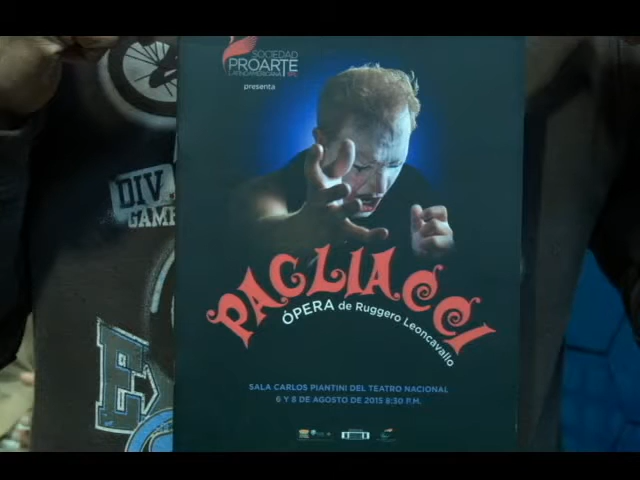 SOCIEDAD
PROARTE
LATINOAMERICANA
presenta
DIV
GAME
PAGLIACCI
ÓPERA de Ruggero Leoncavallo
SALA CARLOS PIANTINI DEL TEATRO NACIONAL
6 Y 8 DE AGOSTO DE 2015 8:30 P.M.